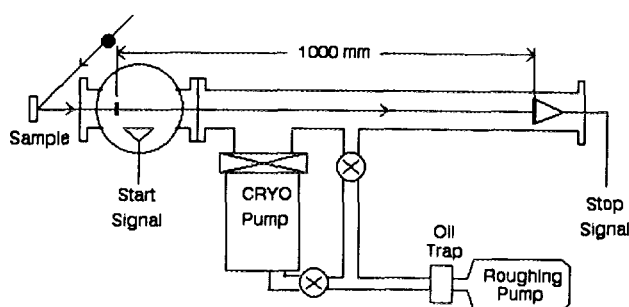 1000 mm
Sample
Start
Signal
CRYO
Pump
Stop
Signal
Oil
Trap
Roughing
Pump